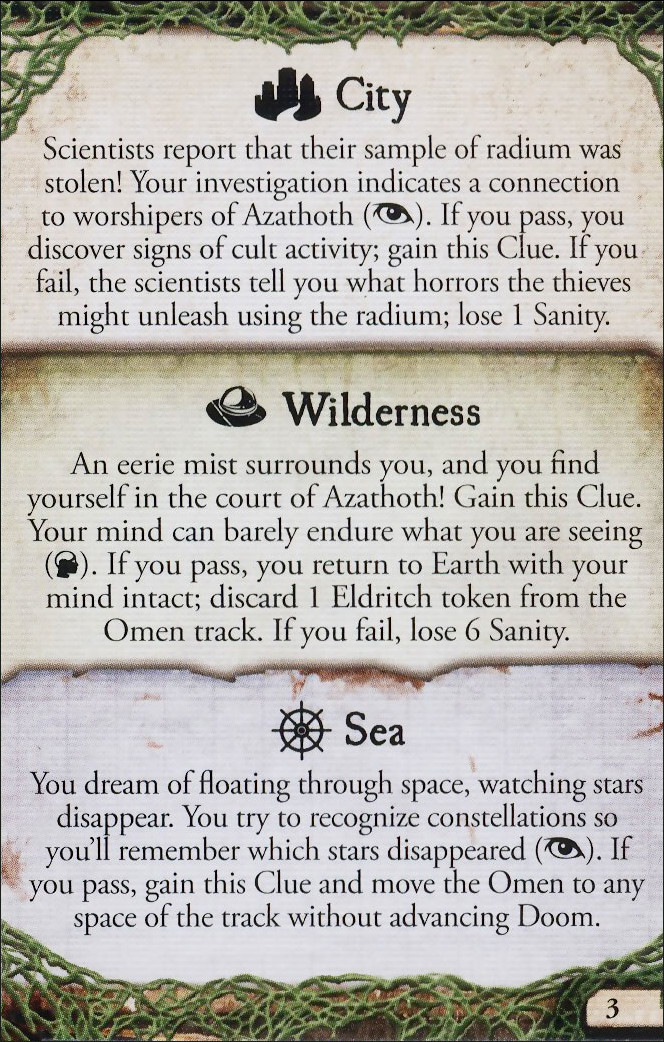 City
Scientists report that their sample of radium was
stolen! Your investigation indicates a connection
to worshipers of Azathoth (). If you pass, you
discover signs of cult activity; gain this Clue. If you
fail, the scientists tell you what horrors the thieves
might unleash using the radium; lose 1 Sanity.
Wilderness
An eerie mist surrounds you, and you find
yourself in the court of Azathoth! Gain this Clue.
Your mind can barely endure what you are seeing
(). If you pass, you return to Earth with your
mind intact; discard 1 Eldritch token from the
Omen track. If you fail, lose 6 Sanity.
Sea
You dream of floating through space, watching stars
disappear. You try to recognize constellations so
you'll remember which stars disappeared (). If
you pass, gain this Clue and move the Omen to any
space of the track without advancing Doom.
3